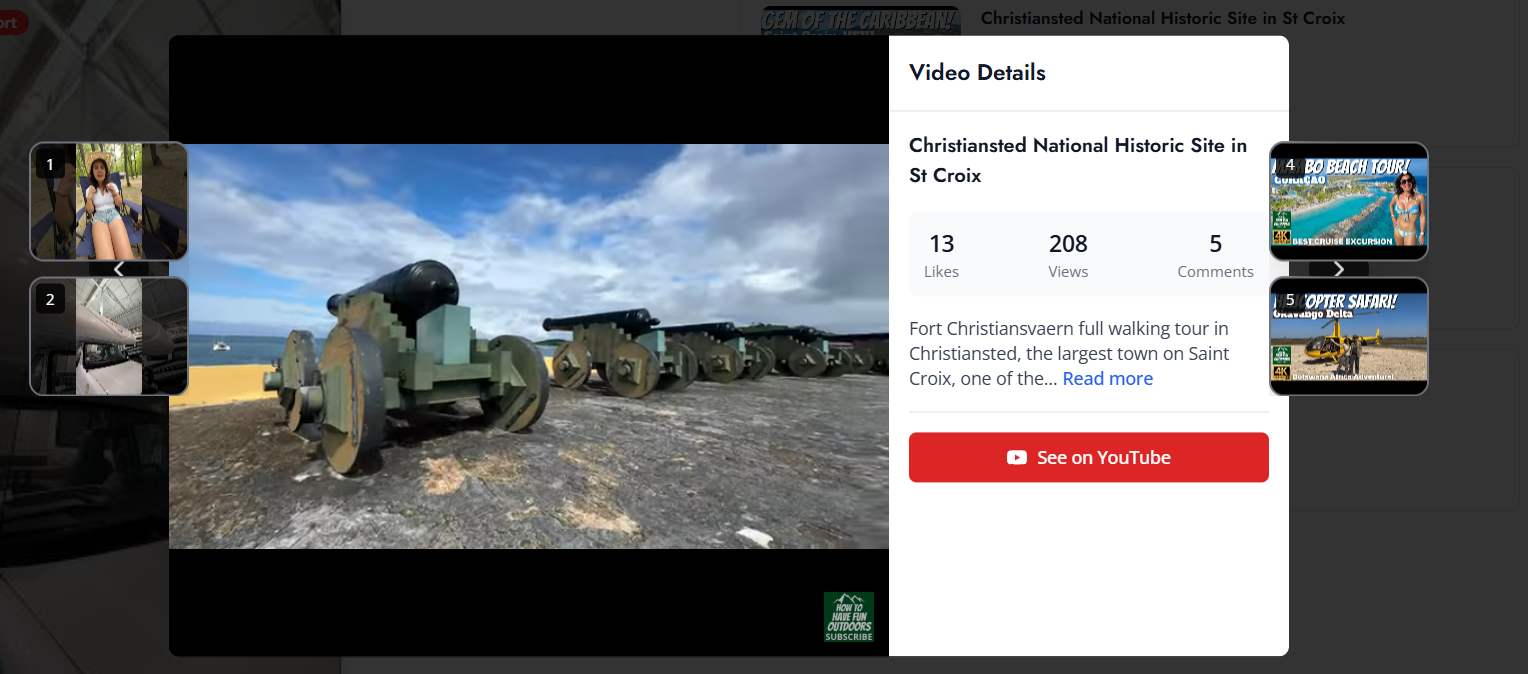 ort
GEM OF THE CARIBBEAN!
Christiansted National Historic Site in St Croix
Video Details
Christiansted National Historic Site in
St Croix
13
Likes
208
Views
5
Comments
Fort Christiansvaern full walking tour in
Christiansted, the largest town on Saint
Croix, one of the... Read more
See on YouTube
1
2
4
BO BEACH TOUR!
CURAÇAO
4K
BEST CRUISE EXCURSION
5
OPTER SAFARI!
Okavango Delta
4K
Botswana Africa Adventure!
HOW TO
HAVE FUN
OUTDOORS
SUBSCRIBE